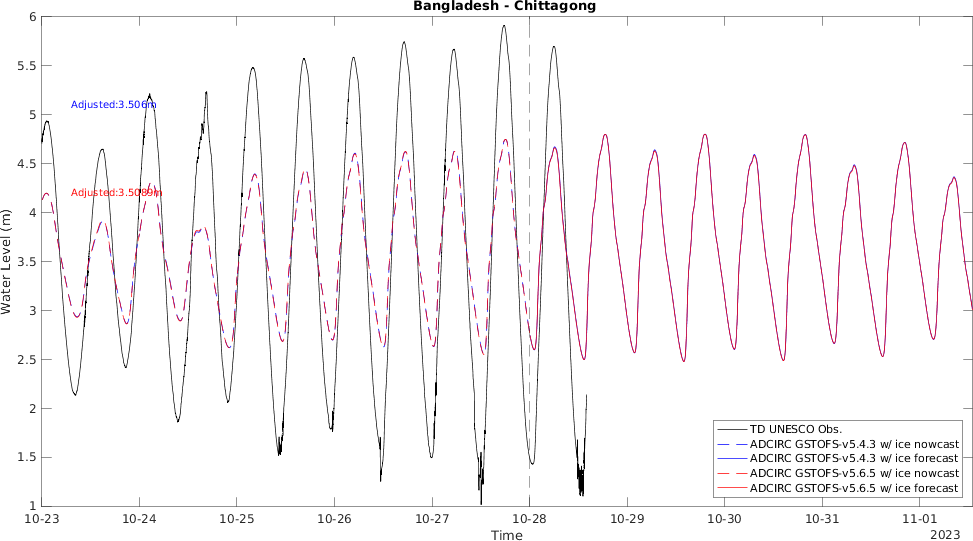 Bangladesh - Chittagong
6
5.5
5
4.5
4
3.5
3
2.5
2
1.5
1
Water Level (m)
Adjusted:3.506m
Adjusted:3.5089m
TD UNESCO Obs.
ADCIRC GSTOFS-v5.4.3 w/ ice nowcast
ADCIRC GSTOFS-v5.4.3 w/ ice forecast
ADCIRC GSTOFS-v5.6.5 w/ ice nowcast
ADCIRC GSTOFS-v5.6.5 w/ ice forecast
10-23 10-24 10-25 10-26 10-27 10-28 10-29 10-30 10-31 11-01
Time
2023